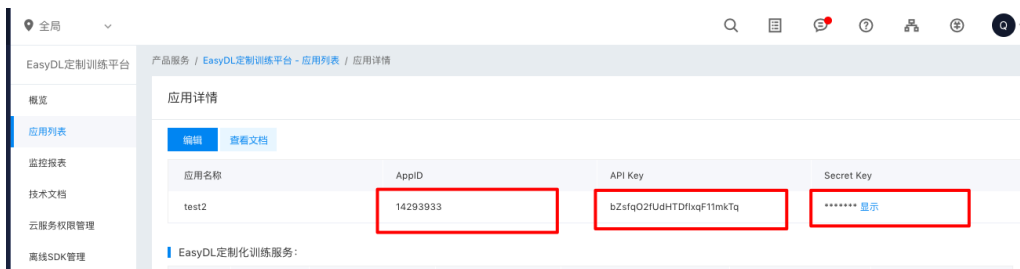 全局
EasyDL定制训练平台
产品服务 / EasyDL定制训练平台 - 应用列表 / 应用详情
概览
应用列表
监控报表
技术文档
云服务权限管理
离线SDK管理
应用详情
编辑 查看文档
应用名称 AppID API Key Secret Key
test2 14293933 bZsfqO2fUdHTDflxqF11mkTq ******* 显示
EasyDL定制化训练服务:
Q